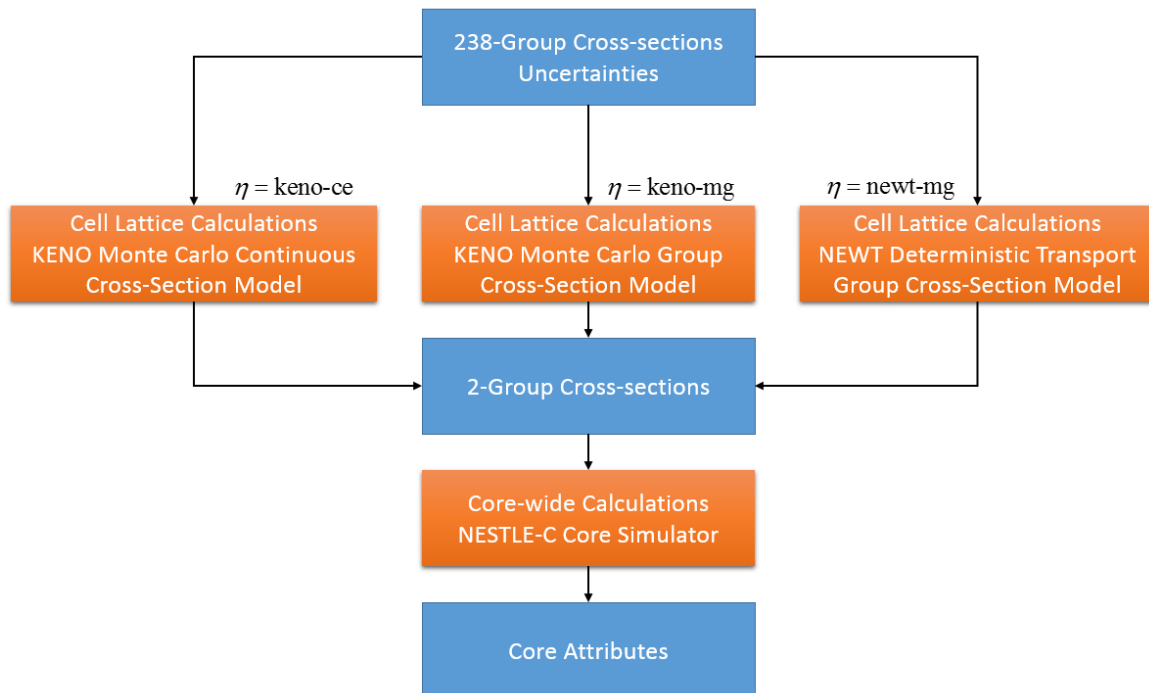 238-Group Cross-sections
Uncertainties
η = keno-ce
η = keno-mg
η = newt-mg
Cell Lattice Calculations
KENO Monte Carlo Continuous
Cross-Section Model
Cell Lattice Calculations
KENO Monte Carlo Group
Cross-Section Model
Cell Lattice Calculations
NEWT Deterministic Transport
Group Cross-Section Model
2-Group Cross-sections
Core-wide Calculations
NESTLE-C Core Simulator
Core Attributes